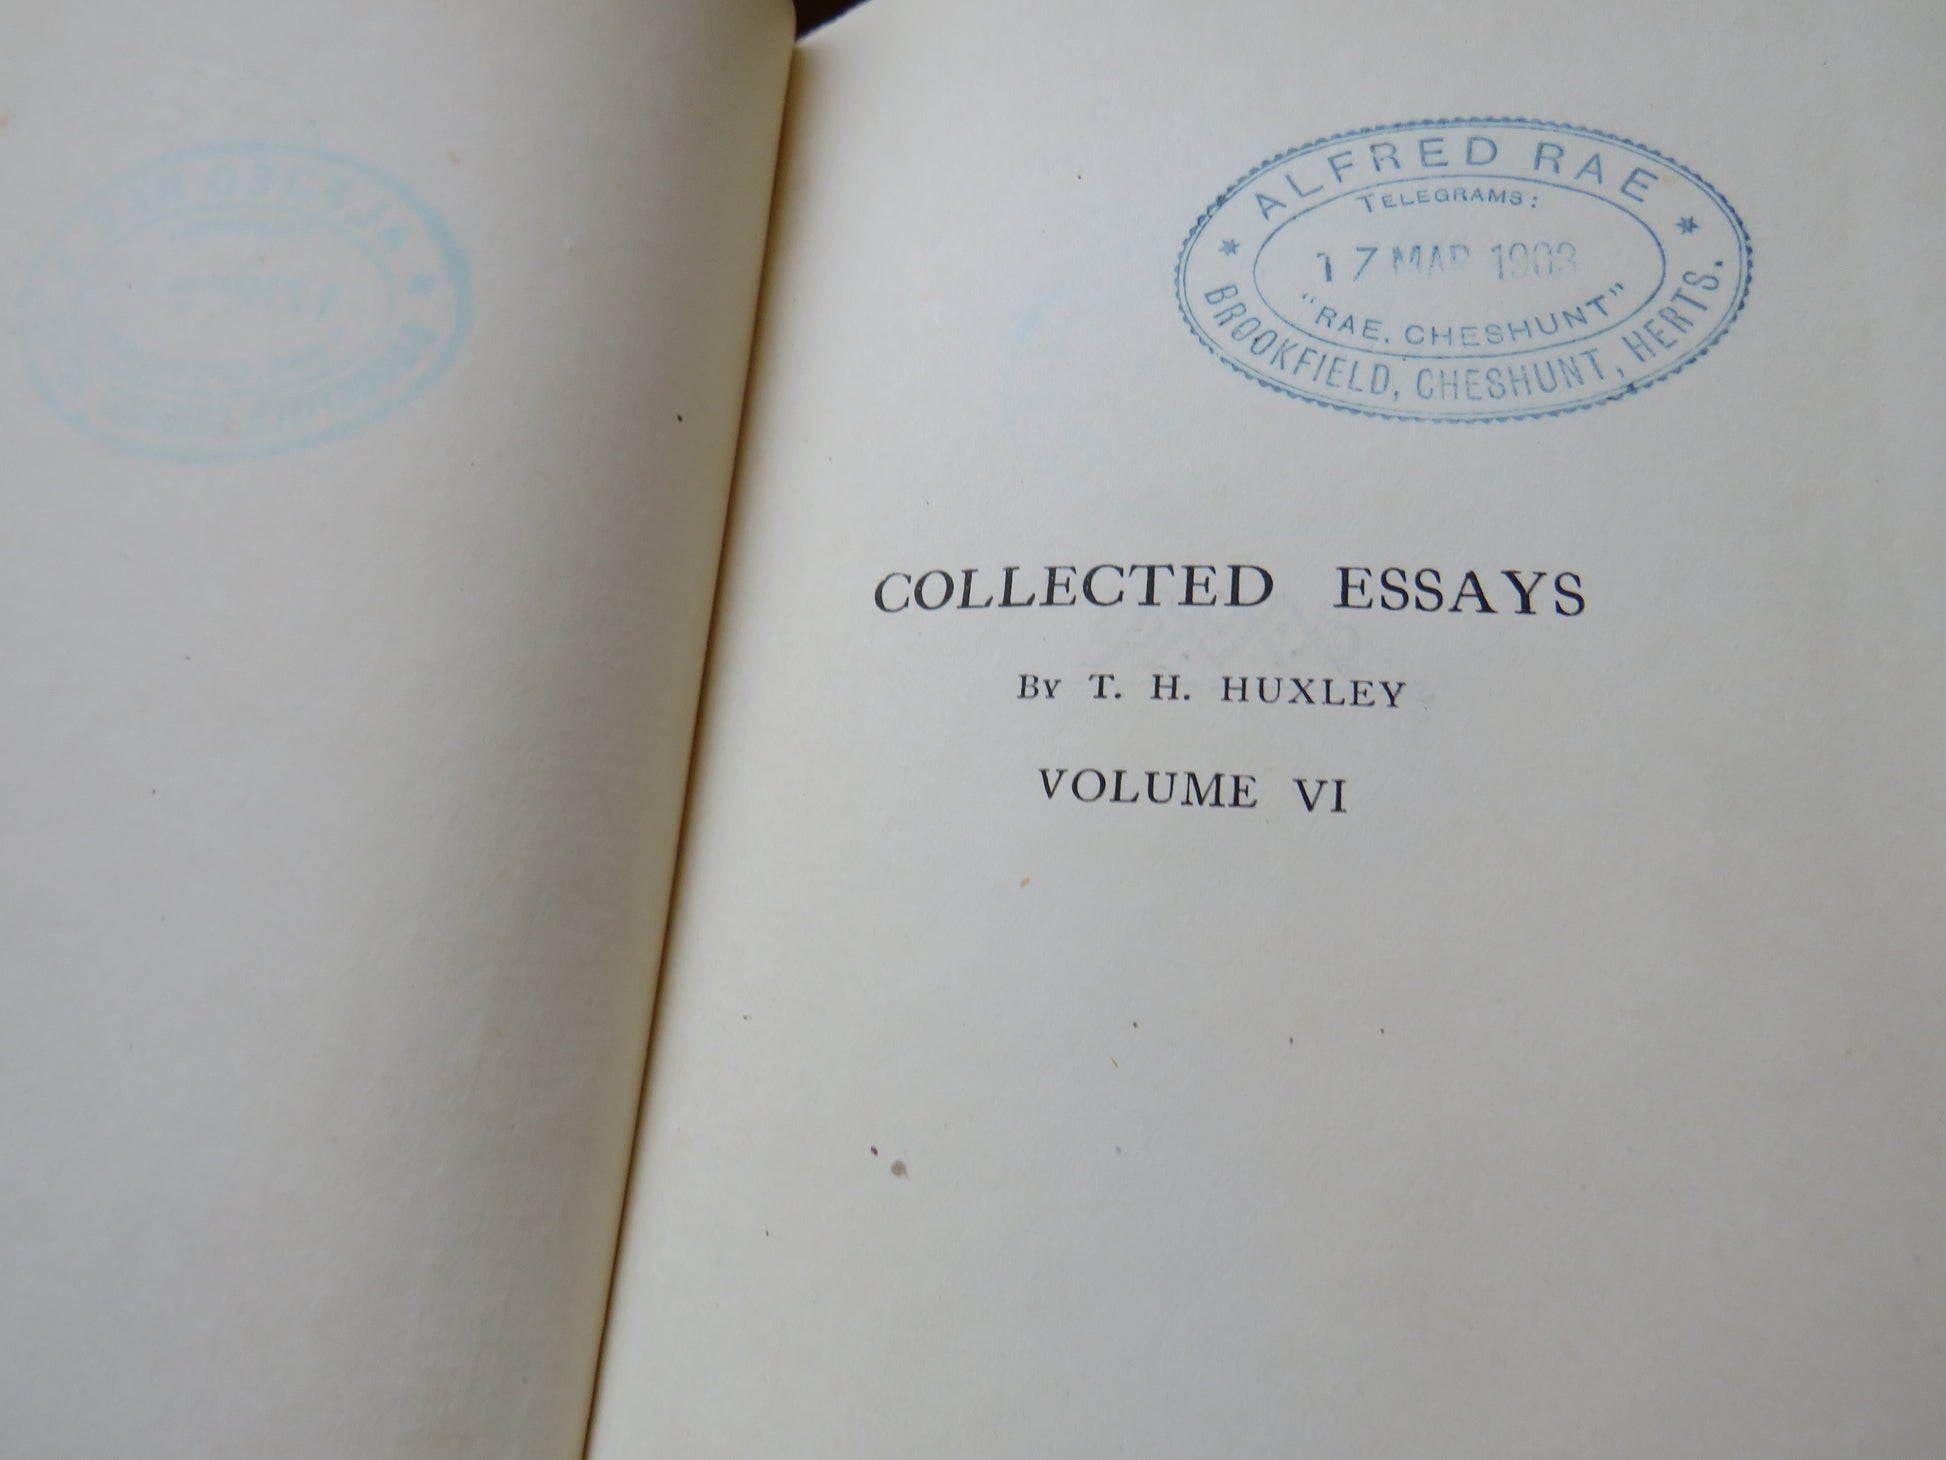 ALFRED RAE
TELEGRAMS:
17 MAR 1903
"RAE, CHESHUNT"
BROOKFIELD, CHESHUNT, HERTS.
COLLECTED ESSAYS
BY T. H. HUXLEY
VOLUME VI